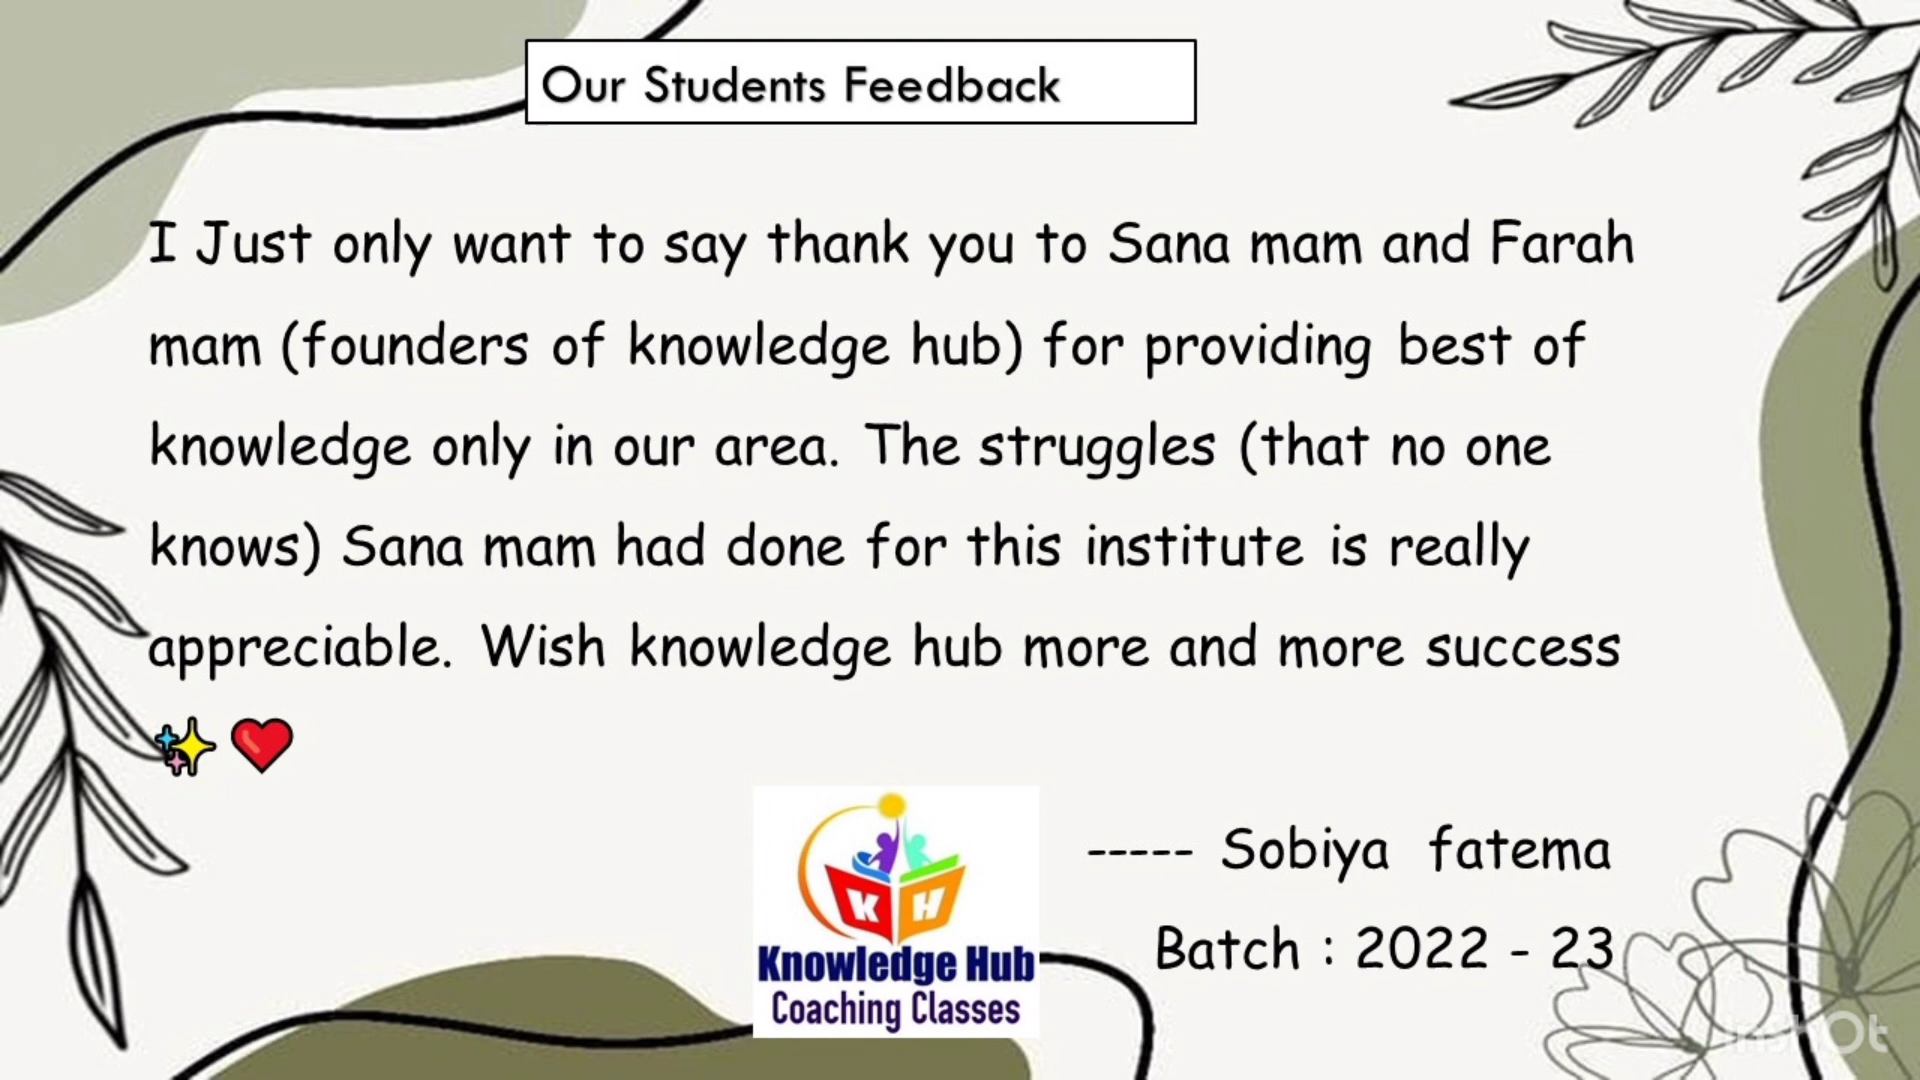 Our Students Feedback
I Just only want to say thank you to Sana mam and Farah
mam (founders of knowledge hub) for providing best of
knowledge only in our area. The struggles (that no one
knows) Sana mam had done for this institute is really
appreciable. Wish knowledge hub more and more success
✨❤️
----- Sobiya fatema
Batch : 2022 - 23
K H
Knowledge Hub
Coaching Classes
InShOt